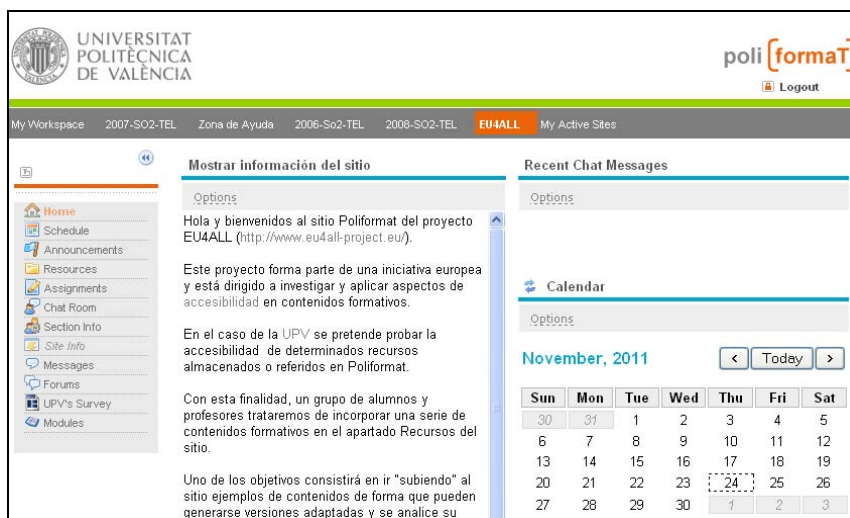 UNIVERSITAT
POLITÈCNICA
DE VALÈNCIA
poli [formaT]
Logout
My Workspace 2007-SO2-TEL Zona de Ayuda 2006-So2-TEL 2008-SO2-TEL EU4ALL My Active Sites
Home
Schedule
Announcements
Resources
Assignments
Chat Room
Section Info
Site Info
Messages
Forums
UPV's Survey
Modules
Mostrar información del sitio
Options
Hola y bienvenidos al sitio Poliformat del proyecto
EU4ALL (http://www.eu4all-project.eu/).
Este proyecto forma parte de una iniciativa europea
y está dirigido a investigar y aplicar aspectos de
accesibilidad en contenidos formativos.
En el caso de la UPV se pretende probar la
accesibilidad de determinados recursos
almacenados o referidos en Poliformat.
Con esta finalidad, un grupo de alumnos y
profesores trataremos de incorporar una serie de
contenidos formativos en el apartado Recursos del
sitio.
Uno de los objetivos consistirá en ir "subiendo" al
sitio ejemplos de contenidos de forma que pueden
generarse versiones adaptadas y se analice su
Recent Chat Messages
Options
Calendar
Options
November, 2011 < Today >
Sun Mon Tue Wed Thu Fri Sat
30 31 1 2 3 4 5
6 7 8 9 10 11 12
13 14 15 16 17 18 19
20 21 22 23 24 25 26
27 28 29 30 1 2 3